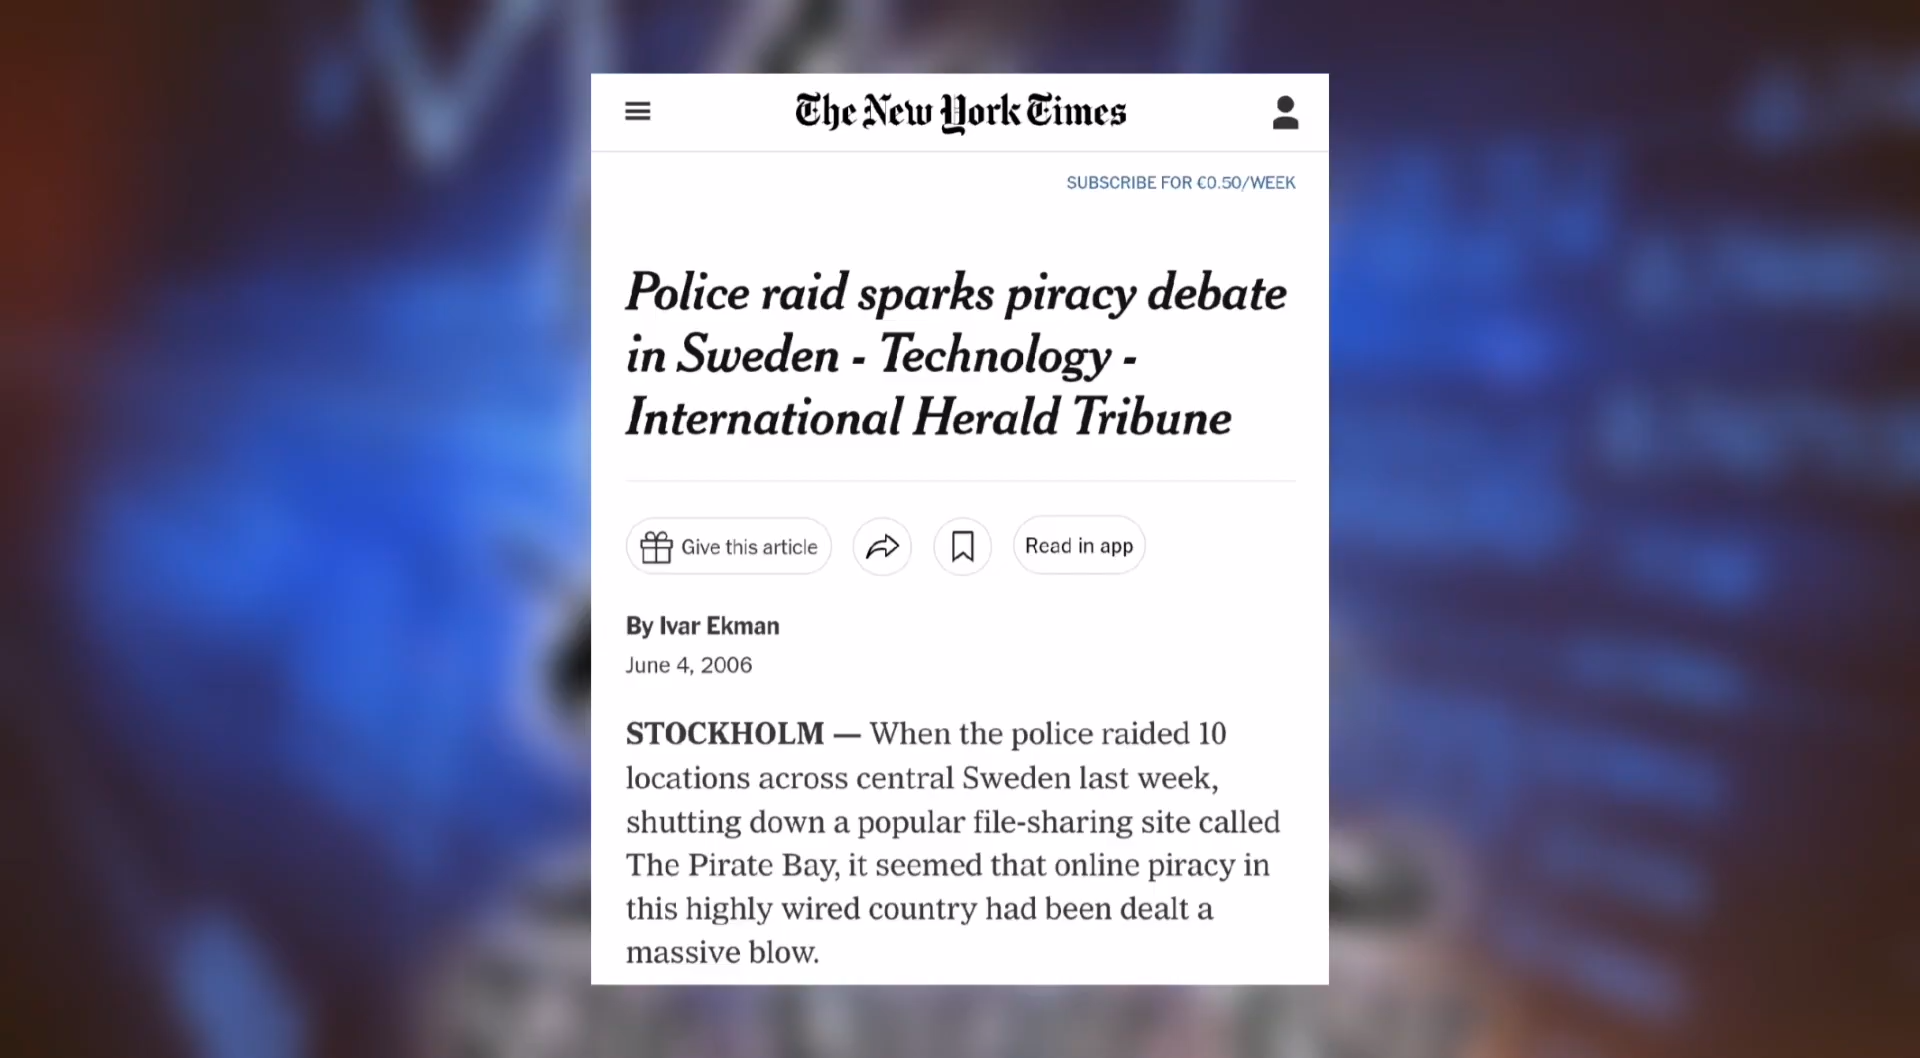 The New York Times
SUBSCRIBE FOR €0.50/WEEK
Police raid sparks piracy debate
in Sweden - Technology -
International Herald Tribune
Give this article
Read in app
By Ivar Ekman
June 4, 2006
STOCKHOLM — When the police raided 10
locations across central Sweden last week,
shutting down a popular file-sharing site called
The Pirate Bay, it seemed that online piracy in
this highly wired country had been dealt a
massive blow.